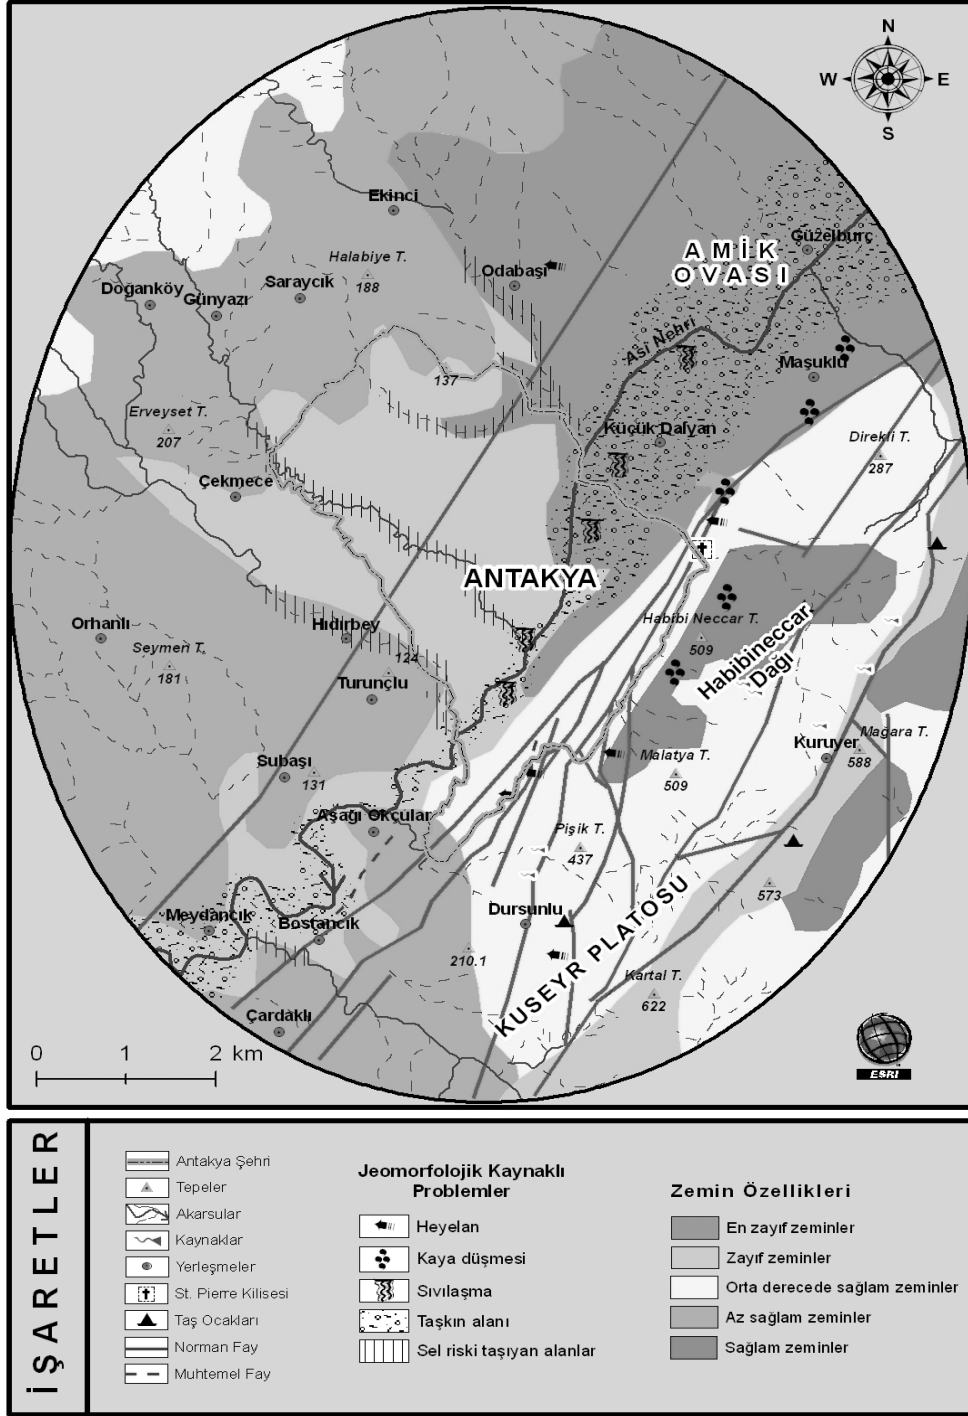 N
W E
S
Ekinci
AMİK
OVASI
Güzelburç
Halabiye T.
188
Odabaşı
Doğanköy
Günyazı
Saraycık
Asi Nehri
Maşuklu
137
Erveyset T.
207
Küçük Dalyan
Direkli T.
287
Çekmece
ANTAKYA
Orhanlı
Hıdırbey
Habibi Neccar T.
509
Habibineccar
Dağı
Seymen T.
181
124
Turunçlu
Subaşı
131
Malatya T.
509
Kuruyer
Mağara T.
588
Aşağı Okçular
Pişik T.
437
573
Meydancık
Bostancık
Dursunlu
210.1
KUSEYR PLATOSU
Kartal T.
622
Çardaklı
0 1 2 km
ESRI
İŞARETLER
Antakya Şehri
Tepeler
Akarsular
Kaynaklar
Yerleşmeler
St. Pierre Kilisesi
Taş Ocakları
Norman Fay
Muhtemel Fay
Jeomorfolojik Kaynaklı
Problemler
Heyelan
Kaya düşmesi
Sıvılaşma
Taşkın alanı
Sel riski taşıyan alanlar
Zemin Özellikleri
En zayıf zeminler
Zayıf zeminler
Orta derecede sağlam zeminler
Az sağlam zeminler
Sağlam zeminler